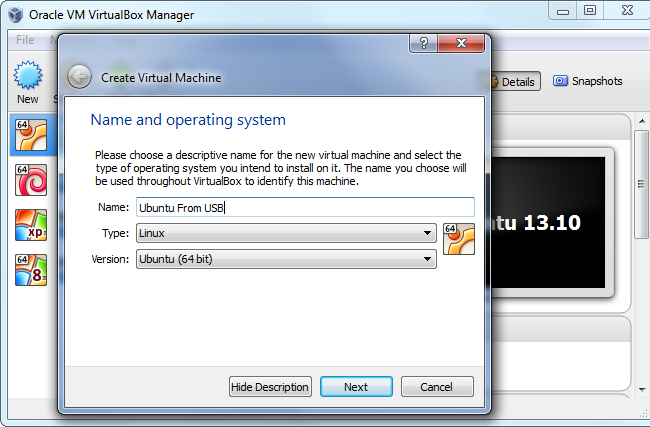 Oracle VM VirtualBox Manager
File
New
Details
Snapshots
64
64
xp
64
8
tu 13.10
?
Create Virtual Machine
Name and operating system
Please choose a descriptive name for the new virtual machine and select the
type of operating system you intend to install on it. The name you choose will
be used throughout VirtualBox to identify this machine.
Name: Ubuntu From USB
Type: Linux
64
Version: Ubuntu (64 bit)
Hide Description
Next
Cancel